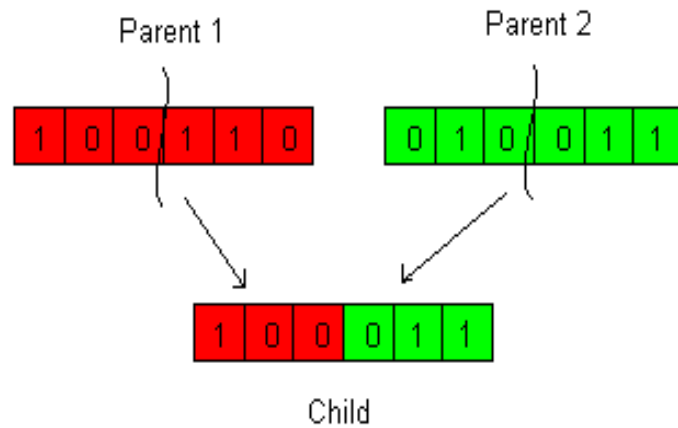 Parent 1
Parent 2
1 0 0 1 1 0
0 1 0 0 1 1
1 0 0 0 1 1
Child